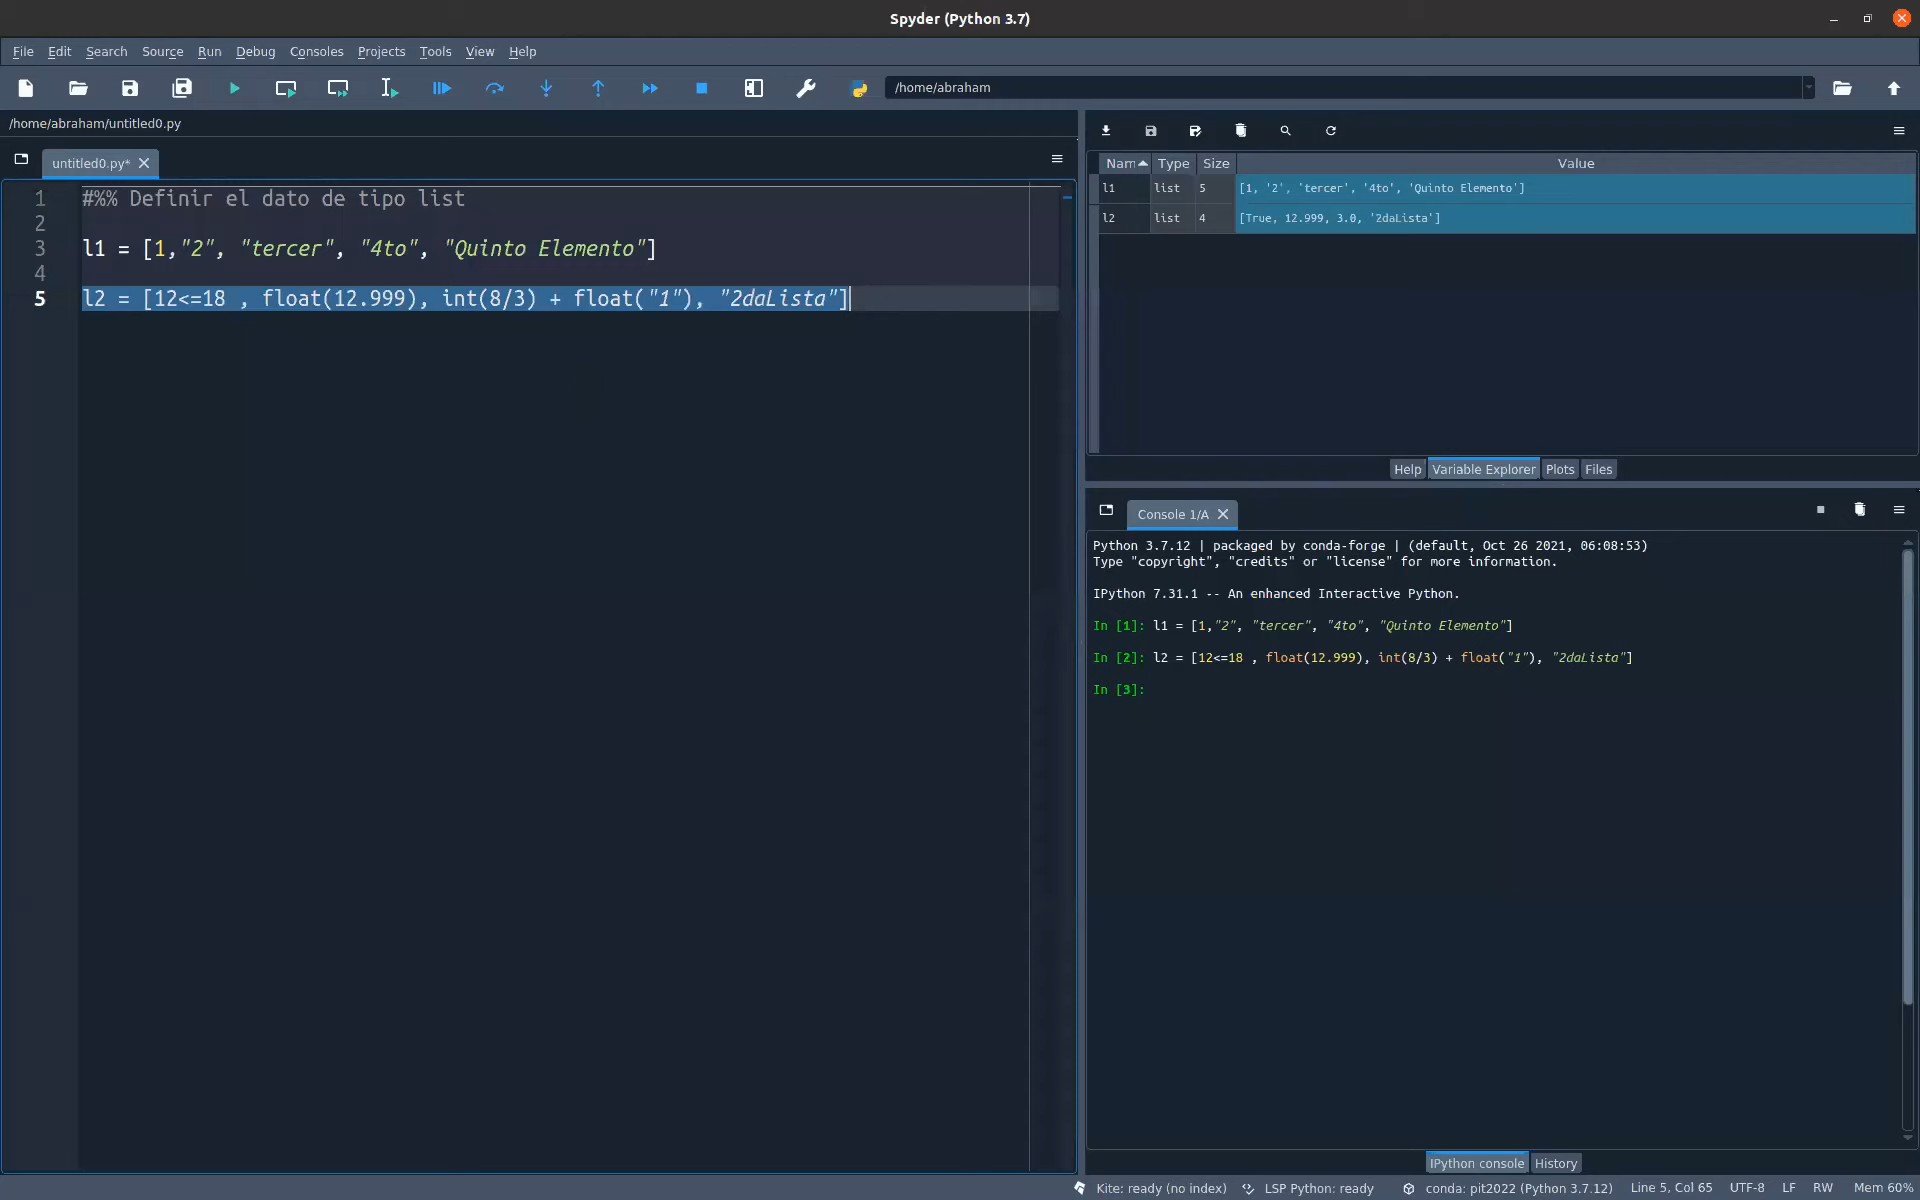 Spyder (Python 3.7)
File Edit Search Source Run Debug Consoles Projects Tools View Help
/home/abraham
/home/abraham/untitled0.py
untitled0.py*
1 #%% Definir el dato de tipo list
2
3 l1 = [1,"2", "tercer", "4to", "Quinto Elemento"]
4
5 l2 = [12<=18 , float(12.999), int(8/3) + float("1"), "2daLista"]
Nam Type Size Value
l1 list 5 [1, '2', 'tercer', '4to', 'Quinto Elemento']
l2 list 4 [True, 12.999, 3.0, '2daLista']
Help Variable Explorer Plots Files
Console 1/A
Python 3.7.12 | packaged by conda-forge | (default, Oct 26 2021, 06:08:53)
Type "copyright", "credits" or "license" for more information.
IPython 7.31.1 -- An enhanced Interactive Python.
In [1]: l1 = [1,"2", "tercer", "4to", "Quinto Elemento"]
In [2]: l2 = [12<=18 , float(12.999), int(8/3) + float("1"), "2daLista"]
In [3]:
IPython console History
Kite: ready (no index) LSP Python: ready conda: pit2022 (Python 3.7.12) Line 5, Col 65 UTF-8 LF RW Mem 60%